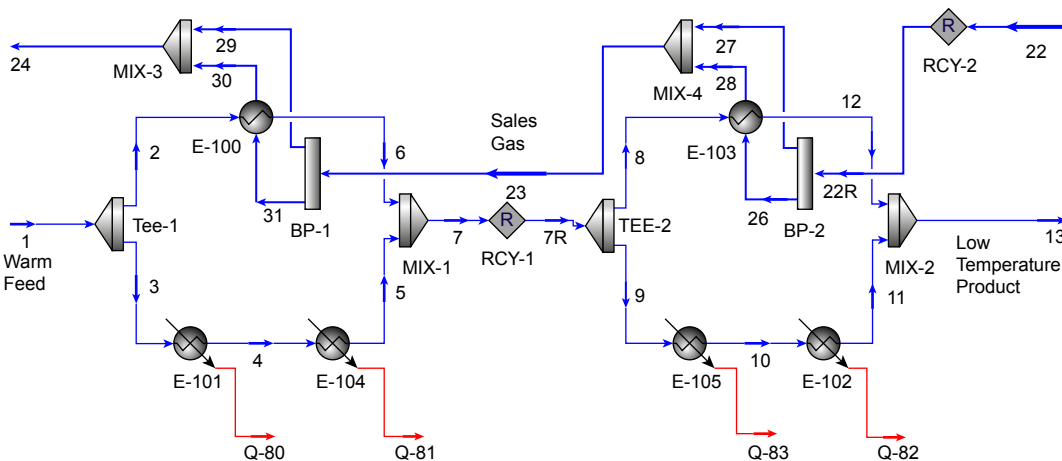 29
27
R
22
24
MIX-3
30
MIX-4
28
RCY-2
12
E-100
Sales
Gas
E-103
2
6
8
22R
31
23
26
1
Tee-1
BP-1
R
TEE-2
BP-2
Warm
Feed
MIX-1
7
RCY-1
7R
MIX-2
Low
Temperature
Product
13
3
5
9
11
4
10
E-101
E-104
E-105
E-102
Q-80
Q-81
Q-83
Q-82